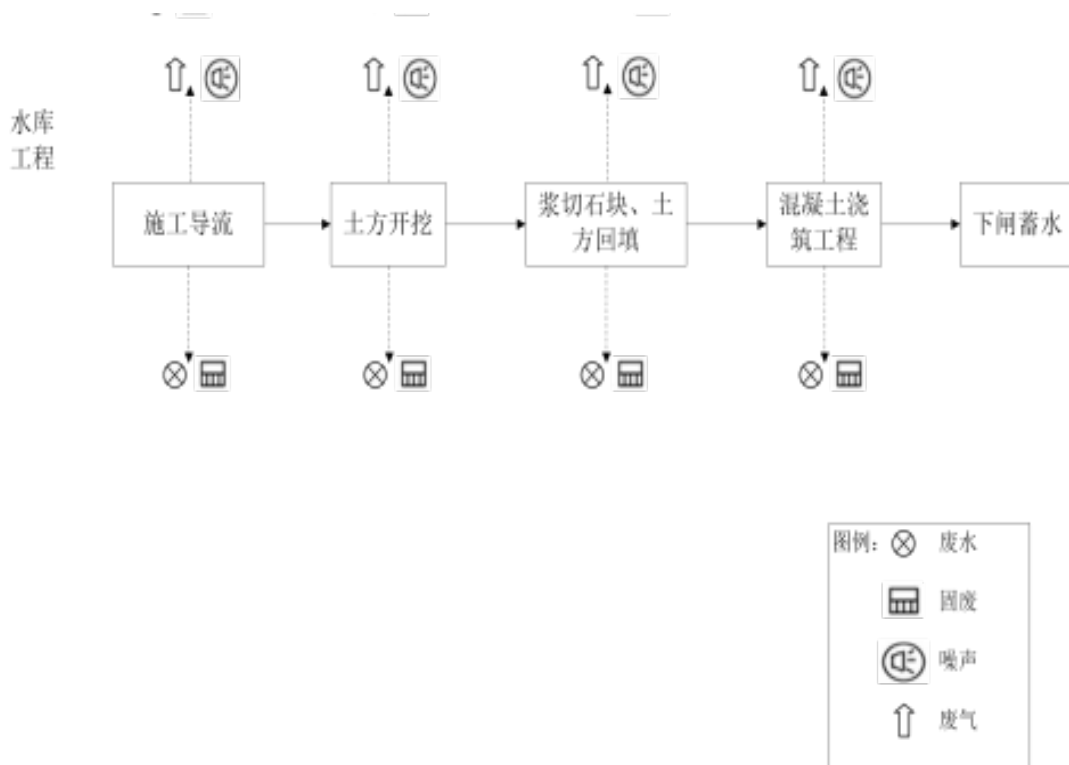 水库
工程
施工导流
土方开挖
浆切石块、土
方回填
混凝土浇
筑工程
下闸蓄水
图例：
废水
固废
噪声
废气